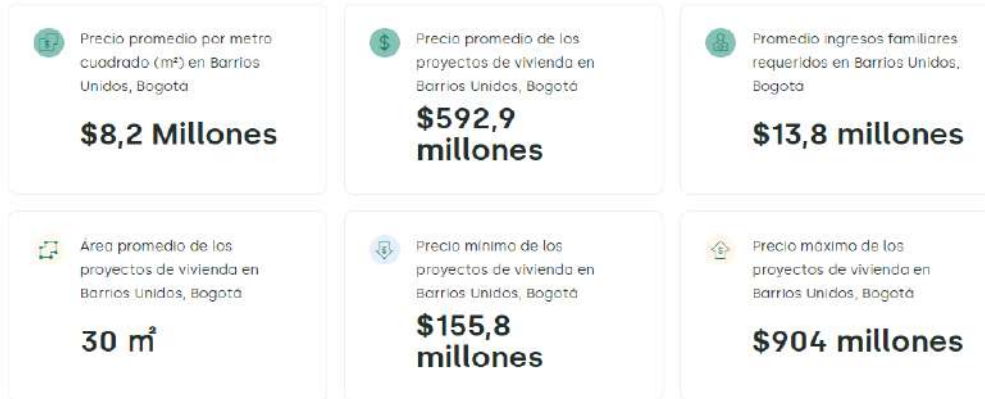 Precio promedio por metro
cuadrado (m²) en Barrios
Unidos, Bogotá
$8,2 Millones
Precio promedio de los
proyectos de vivienda en
Barrios Unidos, Bogotá
$592,9
millones
Promedio ingresos familiares
requeridos en Barrios Unidos,
Bogotá
$13,8 millones
Área promedio de los
proyectos de vivienda en
Barrios Unidos, Bogotá
30 m²
Precio mínimo de los
proyectos de vivienda en
Barrios Unidos, Bogotá
$155,8
millones
Precio máximo de los
proyectos de vivienda en
Barrios Unidos, Bogotá
$904 millones